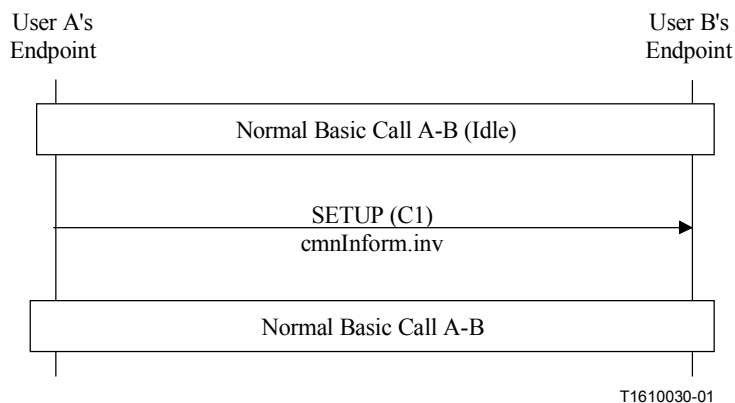 User A's
Endpoint
User B's
Endpoint
Normal Basic Call A-B (Idle)
SETUP (C1)
cmnInform.inv
Normal Basic Call A-B
T1610030-01